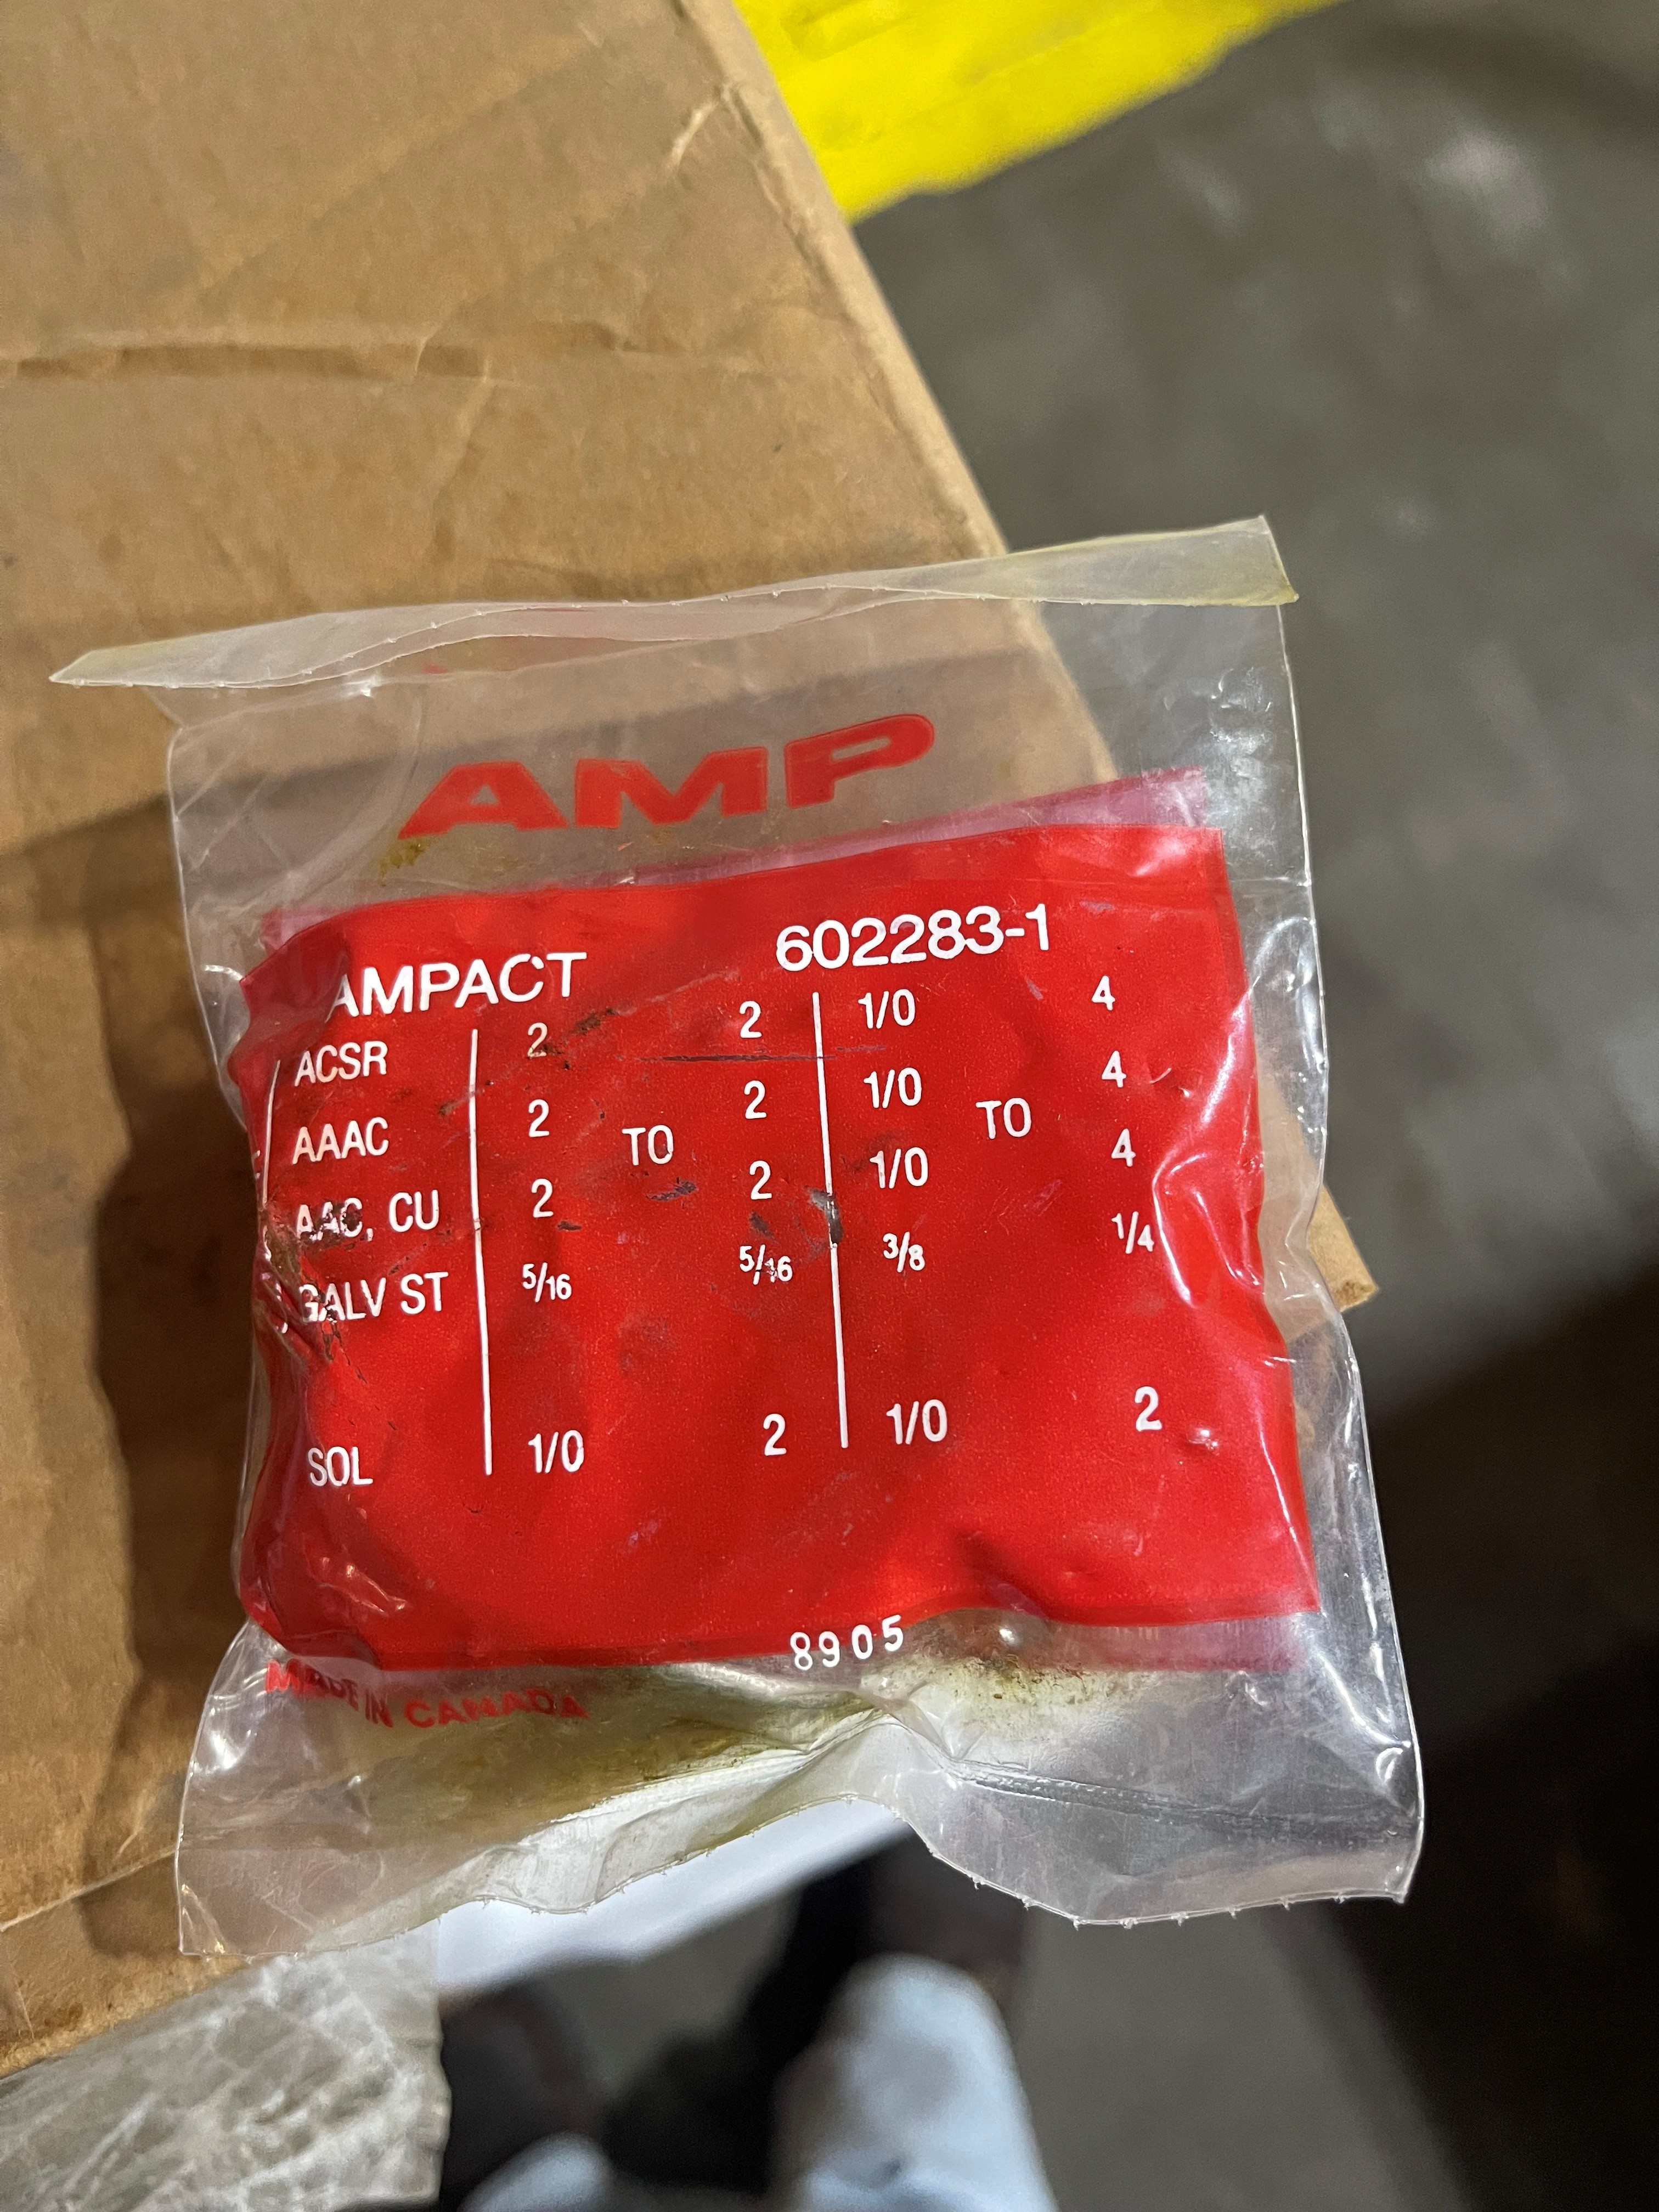 AMP
AMPACT 602283-1
ACSR 2 2 1/0 4
AAAC 2 TO 2 1/0 TO 4
AAC, CU 2 2 1/0 4
GALV ST 5/16 5/16 3/8 1/4
SOL 1/0 2 1/0 2
8905
MADE IN CANADA